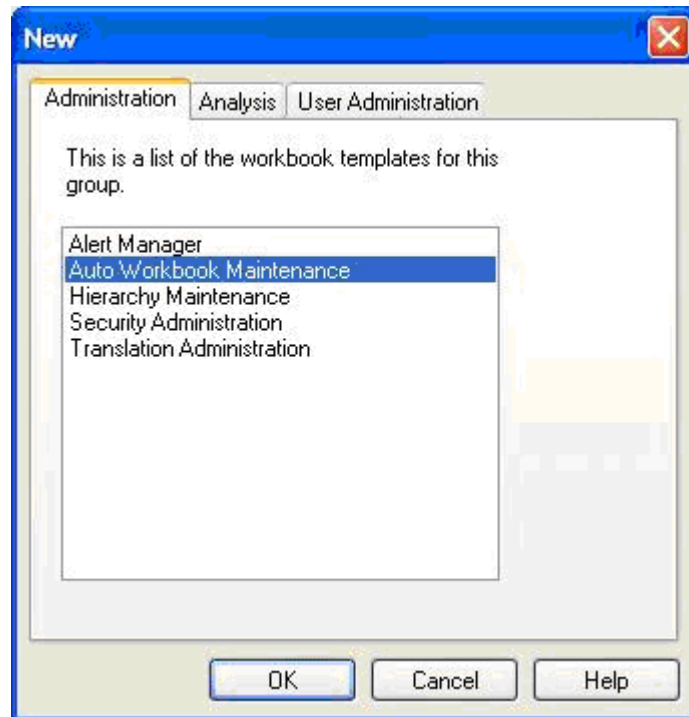 New
Administration
Analysis
User Administration
This is a list of the workbook templates for this
group.
Alert Manager
Auto Workbook Maintenance
Hierarchy Maintenance
Security Administration
Translation Administration
OK
Cancel
Help